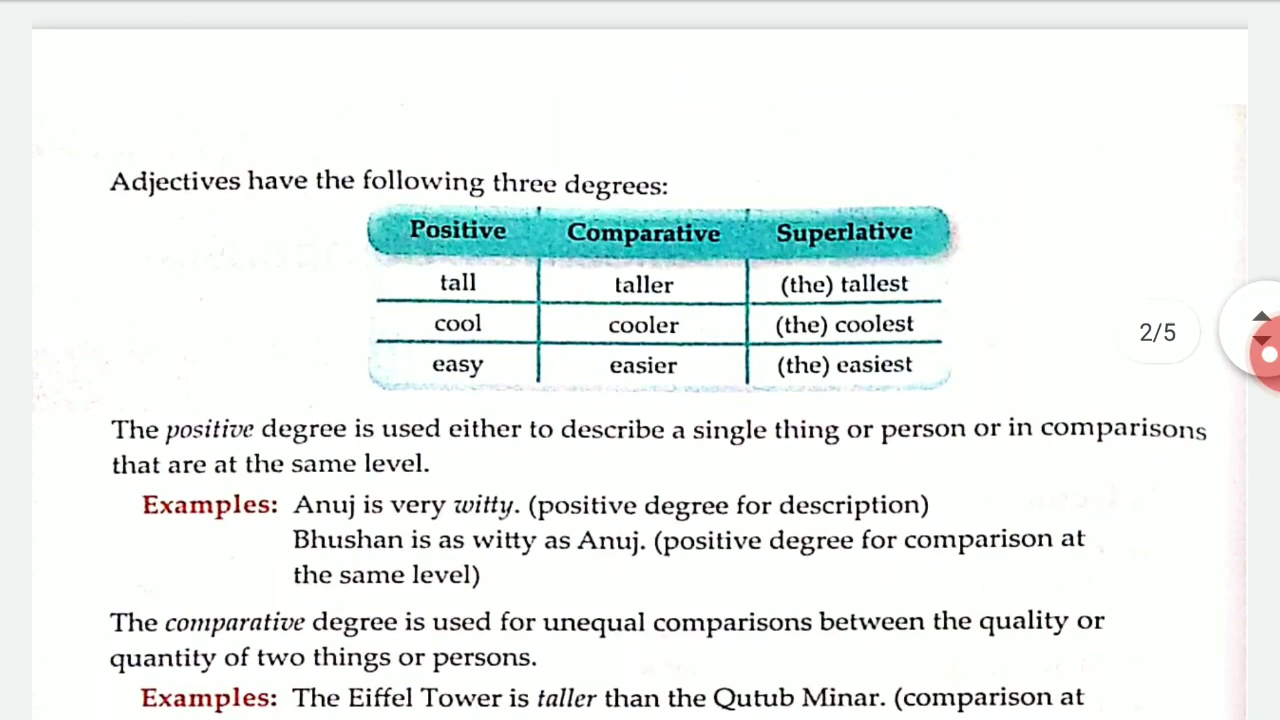 Adjectives have the following three degrees:
Positive Comparative Superlative
tall taller (the) tallest
cool cooler (the) coolest
easy easier (the) easiest
2/5
The positive degree is used either to describe a single thing or person or in comparisons
that are at the same level.
Examples: Anuj is very witty. (positive degree for description)
Bhushan is as witty as Anuj. (positive degree for comparison at
the same level)
The comparative degree is used for unequal comparisons between the quality or
quantity of two things or persons.
Examples: The Eiffel Tower is taller than the Qutub Minar. (comparison at